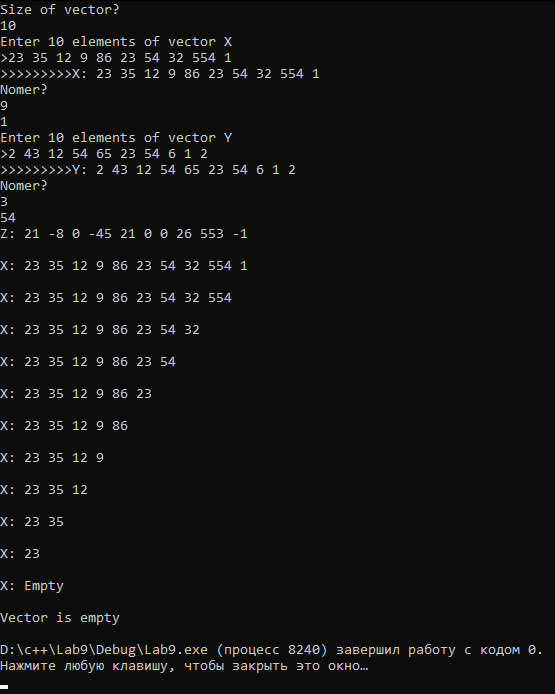 Size of vector?
10
Enter 10 elements of vector X
>23 35 12 9 86 23 54 32 554 1
>>>>>>>>>X: 23 35 12 9 86 23 54 32 554 1
Nomer?
9
1
Enter 10 elements of vector Y
>2 43 12 54 65 23 54 6 1 2
>>>>>>>>>Y: 2 43 12 54 65 23 54 6 1 2
Nomer?
3
54
Z: 21 -8 0 -45 21 0 0 26 553 -1
X: 23 35 12 9 86 23 54 32 554 1
X: 23 35 12 9 86 23 54 32 554
X: 23 35 12 9 86 23 54 32
X: 23 35 12 9 86 23 54
X: 23 35 12 9 86 23
X: 23 35 12 9 86
X: 23 35 12 9
X: 23 35 12
X: 23 35
X: 23
X: Empty
Vector is empty
D:\c++\Lab9\Debug\Lab9.exe (процесс 8240) завершил работу с кодом 0.
Нажмите любую клавишу, чтобы закрыть это окно…